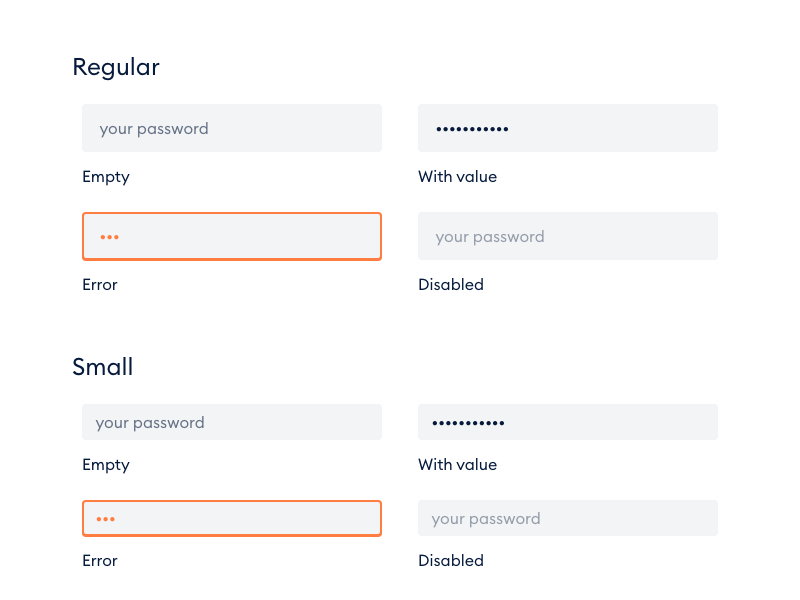 Regular
your password
•••••••••••
Empty
With value
•••
your password
Error
Disabled
Small
your password
•••••••••••
Empty
With value
•••
your password
Error
Disabled